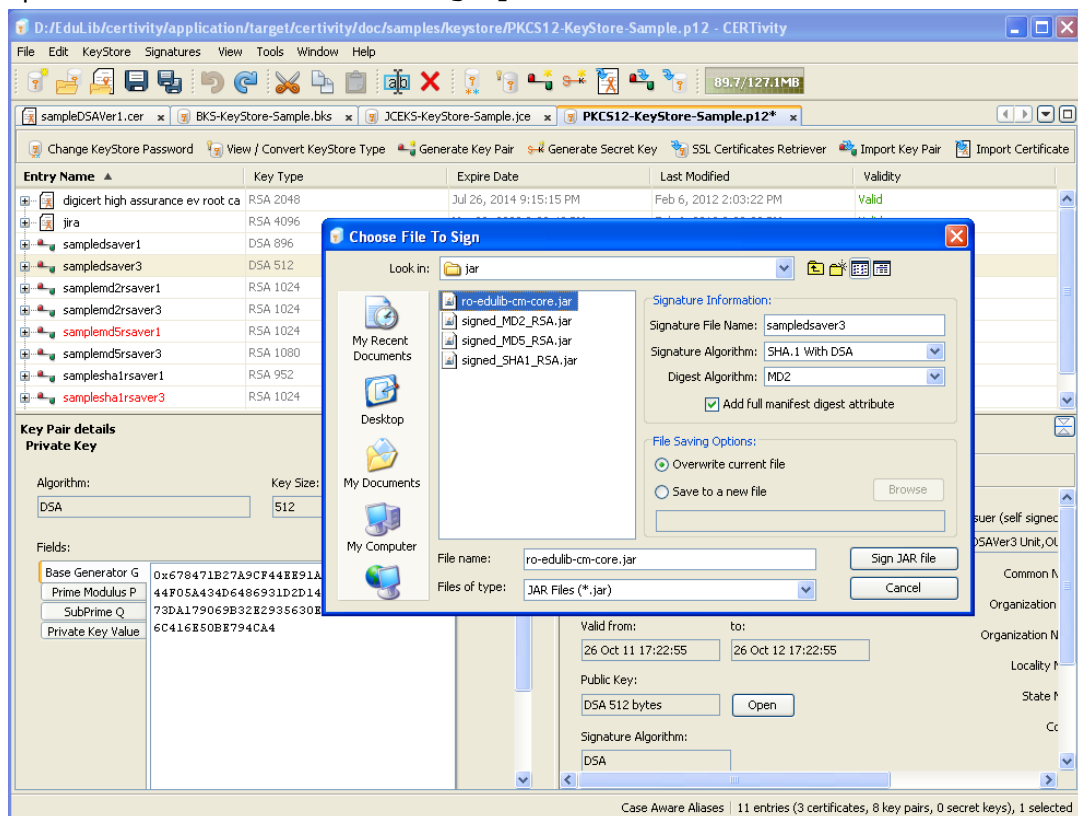 D:/EduLib/certivity/application/target/certivity/doc/samples/keystore/PKCS12-KeyStore-Sample.p12 - CERTivity
File Edit KeyStore Signatures View Tools Window Help
89.7/127.1MB
sampleDSAVer1.cer x BKS-KeyStore-Sample.bks x JCEKS-KeyStore-Sample.jce x PKCS12-KeyStore-Sample.p12* x
Change KeyStore Password View / Convert KeyStore Type Generate Key Pair Generate Secret Key SSL Certificates Retriever Import Key Pair Import Certificate
Entry Name Key Type Expire Date Last Modified Validity
digicert high assurance ev root ca RSA 2048 Jul 26, 2014 9:15:15 PM Feb 6, 2012 2:03:22 PM Valid
jira RSA 4096
sampledsaver1 DSA 896
sampledsaver3 DSA 512
samplemd2rsaver1 RSA 1024
samplemd2rsaver3 RSA 1024
samplemd5rsaver1 RSA 1024
samplemd5rsaver3 RSA 1080
samplesha1rsaver1 RSA 952
samplesha1rsaver3 RSA 1024
Choose File To Sign
Look in: jar
My Recent Documents
Desktop
My Documents
My Computer
ro-edulib-cm-core.jar
signed_MD2_RSA.jar
signed_MD5_RSA.jar
signed_SHA1_RSA.jar
Signature Information:
Signature File Name: sampledsaver3
Signature Algorithm: SHA.1 With DSA
Digest Algorithm: MD2
Add full manifest digest attribute
File Saving Options:
Overwrite current file
Save to a new file Browse
File name: ro-edulib-cm-core.jar Sign JAR file
Files of type: JAR Files (*.jar) Cancel
Key Pair details
Private Key
Algorithm: Key Size:
DSA 512
Fields:
Base Generator G
Prime Modulus P
SubPrime Q
Private Key Value
0x678471B27A9CF44EE91A
44F05A434D6486931D2D14
73DA179069B32E2935630E
6C416E50BE794CA4
suer (self signed
DSAVer3 Unit,OU
Common N
Organization
Organization N
Locality N
State N
Co
Valid from: to:
26 Oct 11 17:22:55 26 Oct 12 17:22:55
Public Key:
DSA 512 bytes Open
Signature Algorithm:
DSA
Case Aware Aliases 11 entries (3 certificates, 8 key pairs, 0 secret keys), 1 selected